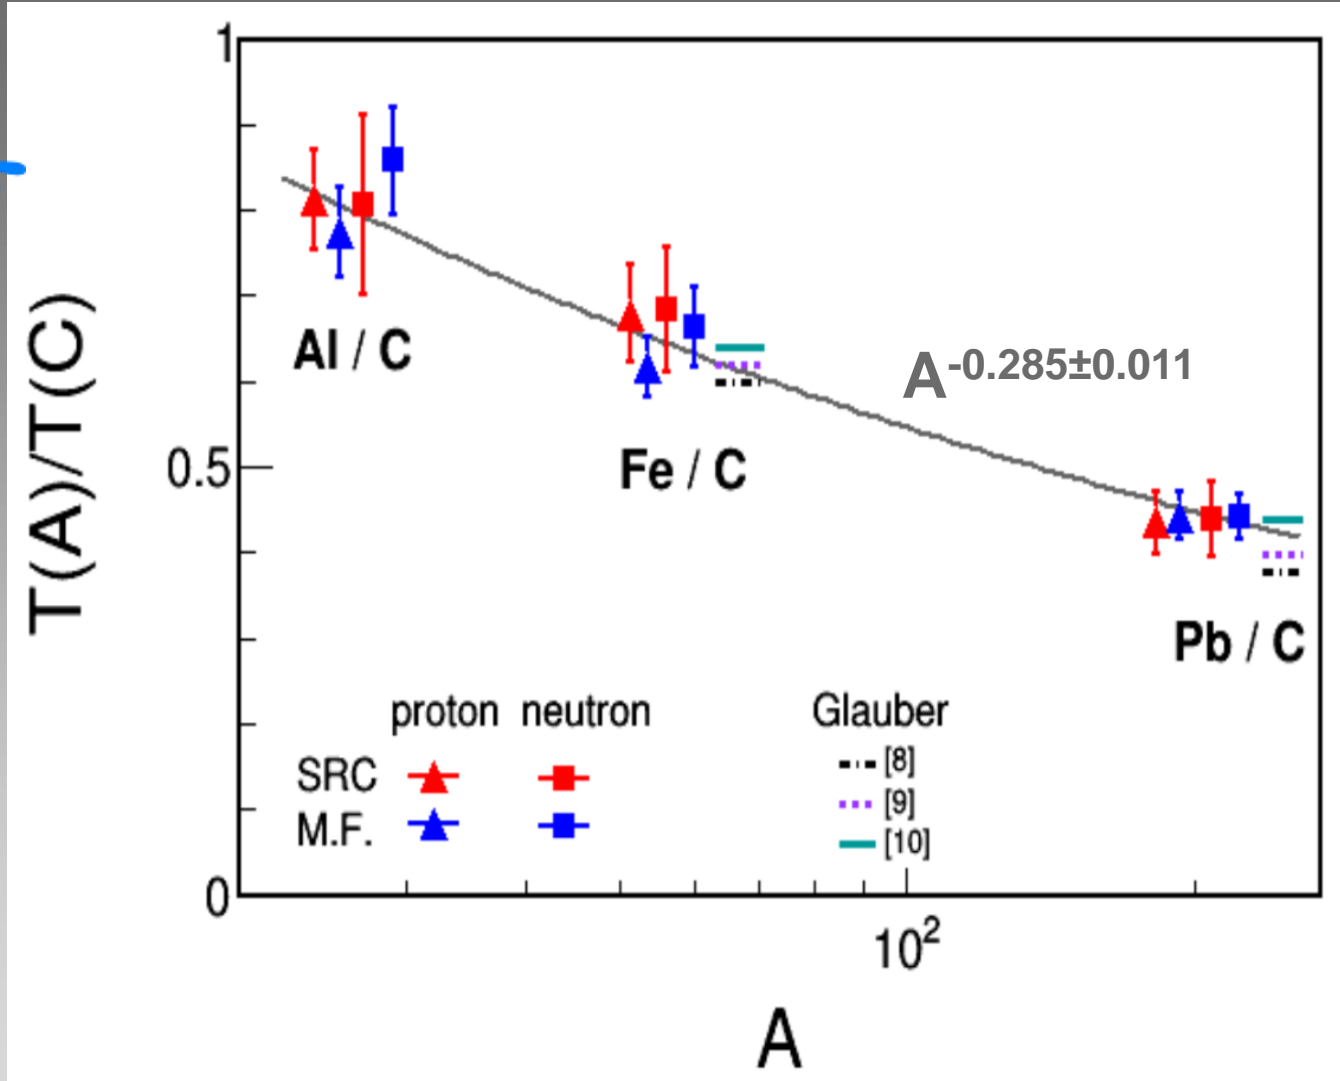 1
T(A)/T(C)
Al / C
A^-0.285±0.011
0.5
Fe / C
Pb / C
proton neutron Glauber
SRC [8]
[9]
M.F. [10]
0
10²
A